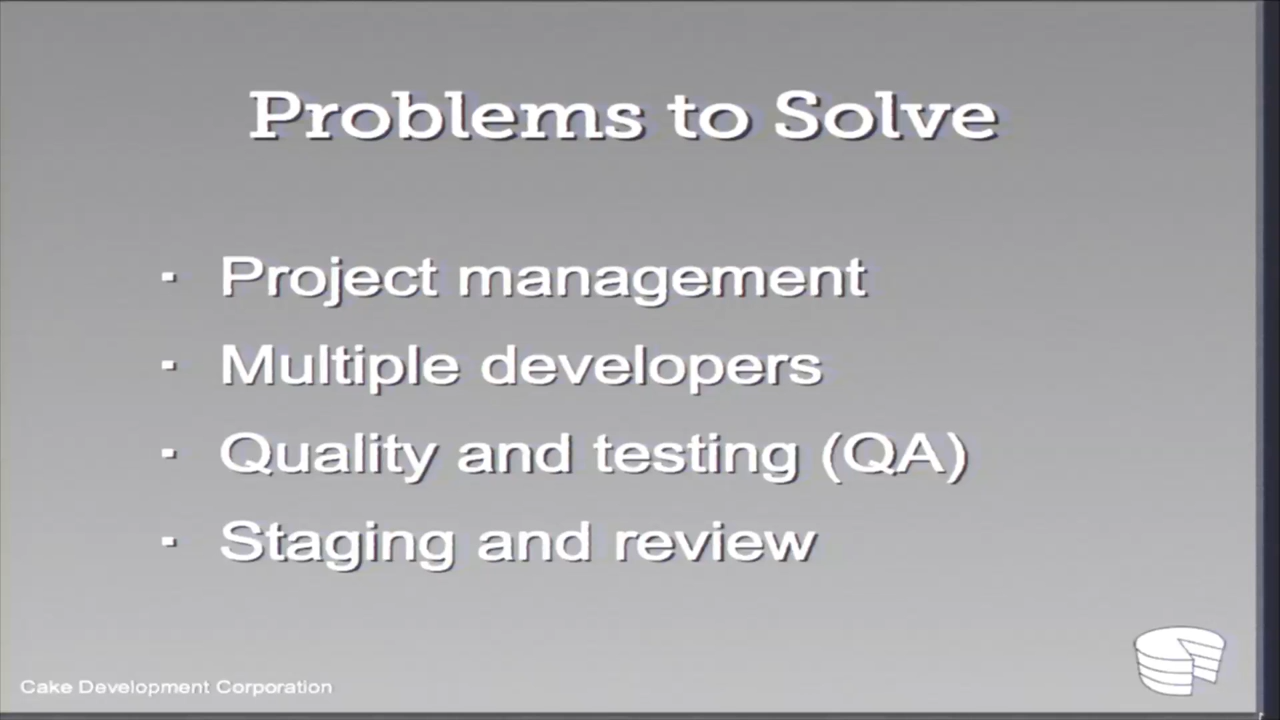 Problems to Solve
· Project management
· Multiple developers
· Quality and testing (QA)
· Staging and review
Cake Development Corporation